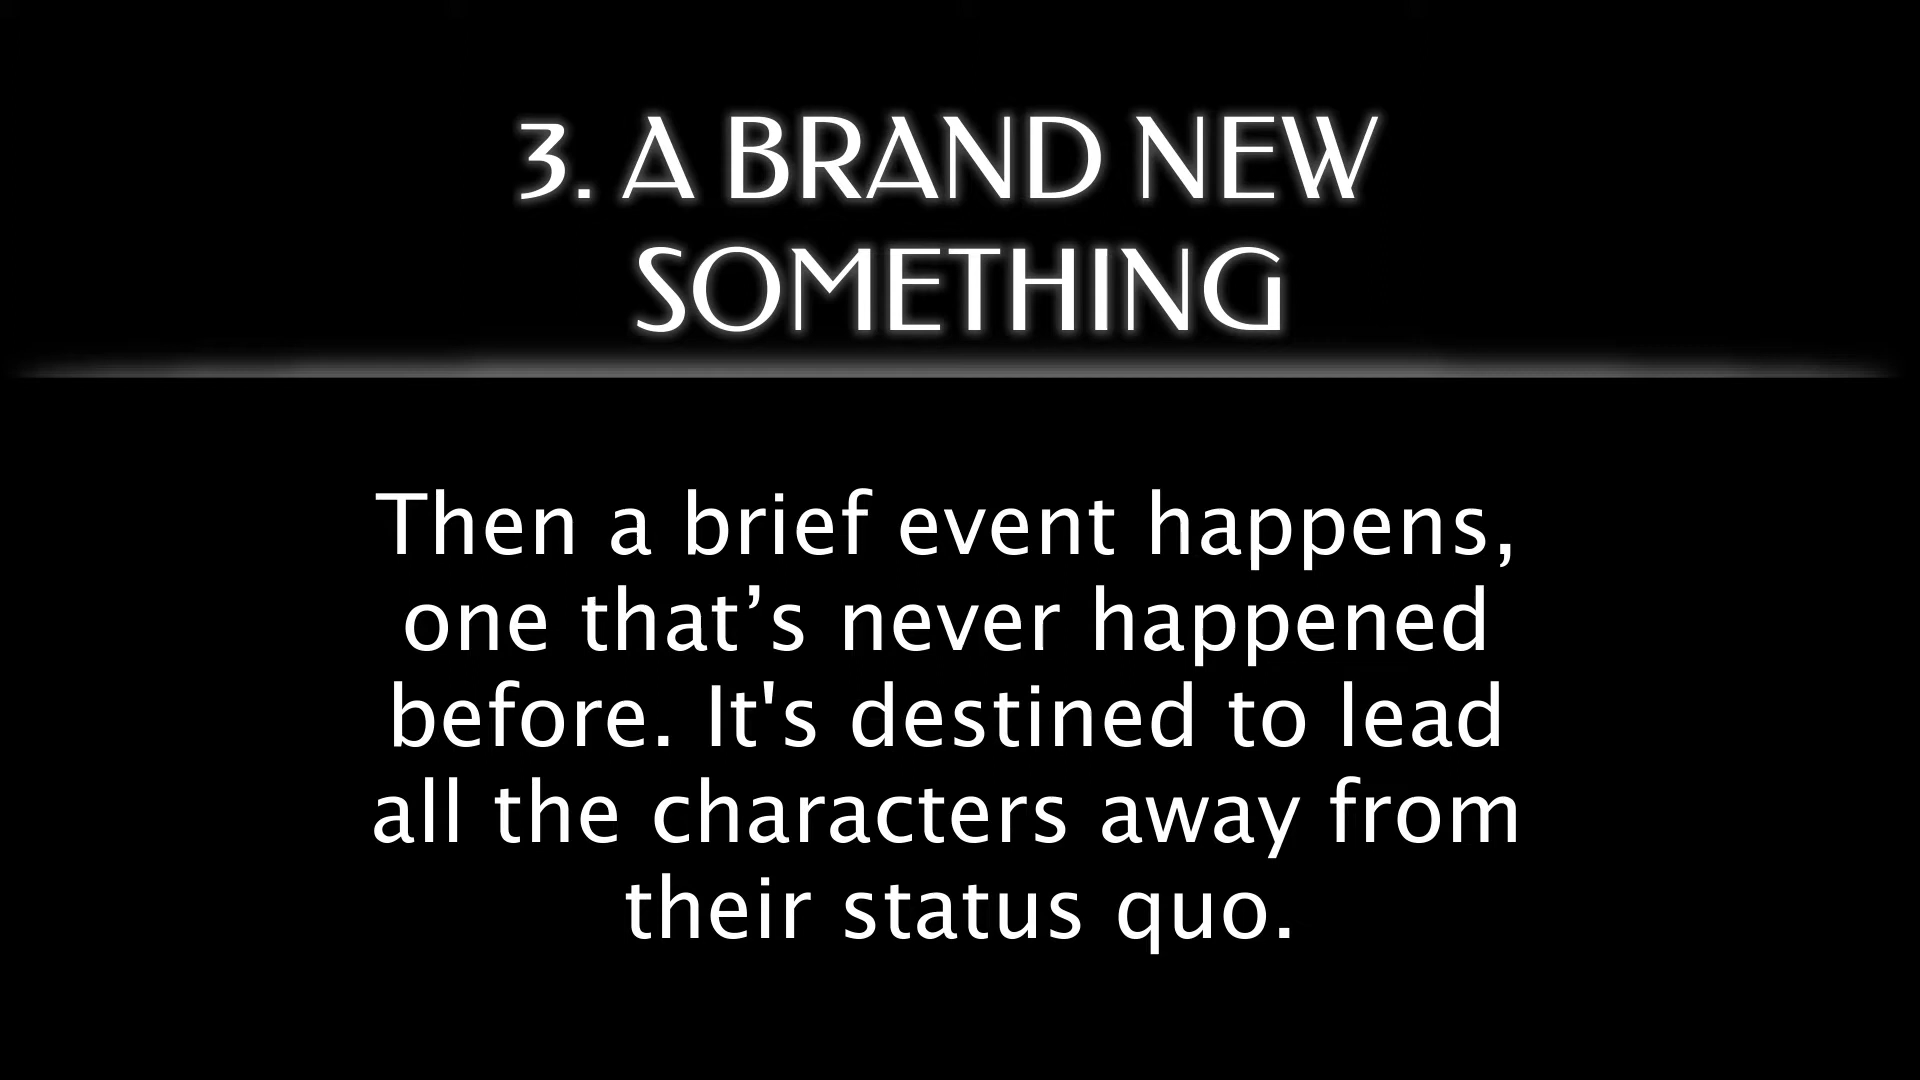 3. A BRAND NEW
SOMETHING
Then a brief event happens,
one that’s never happened
before. It's destined to lead
all the characters away from
their status quo.